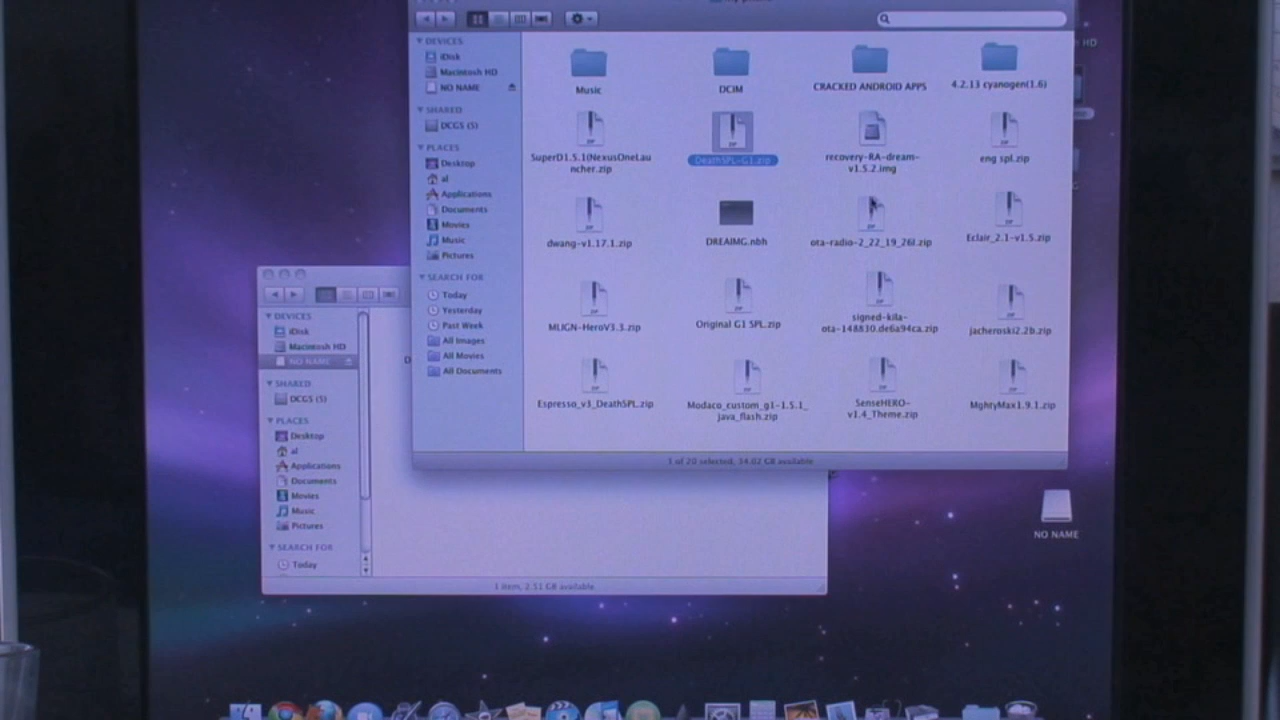 DEVICES
iDisk
Macintosh HD
NO NAME
SHARED
DCGS (5)
PLACES
Desktop
al
Applications
Documents
Movies
Music
Pictures
SEARCH FOR
Today
Yesterday
Past Week
All Images
All Movies
All Documents
Music
DCIM
CRACKED ANDROID APPS
4.2.13 cyanogen(1.6)
SuperD1.5.1(NexusOneLau
ncher.zip
DeathSPL-G1.zip
recovery-RA-dream-
v1.5.2.img
eng spl.zip
dwang-v1.17.1.zip
DREAIMG.nbh
ota-radio-2_22_19_26I.zip
Eclair_2.1-v1.5.zip
MLIGN-HeroV3.3.zip
Original G1 SPL.zip
signed-kila-
ota-148830.de6a94ca.zip
jacheroski2.2b.zip
Espresso_v3_DeathSPL.zip
Modaco_custom_g1-1.5.1_
java_flash.zip
SenseHERO-
v1.4_Theme.zip
MghtyMax1.9.1.zip
1 of 20 selected, 34.02 GB available
HD
DEVICES
iDisk
Macintosh HD
NO NAME
SHARED
DCGS (5)
PLACES
Desktop
al
Applications
Documents
Movies
Music
Pictures
SEARCH FOR
Today
D
1 item, 2.51 GB available
NO NAME